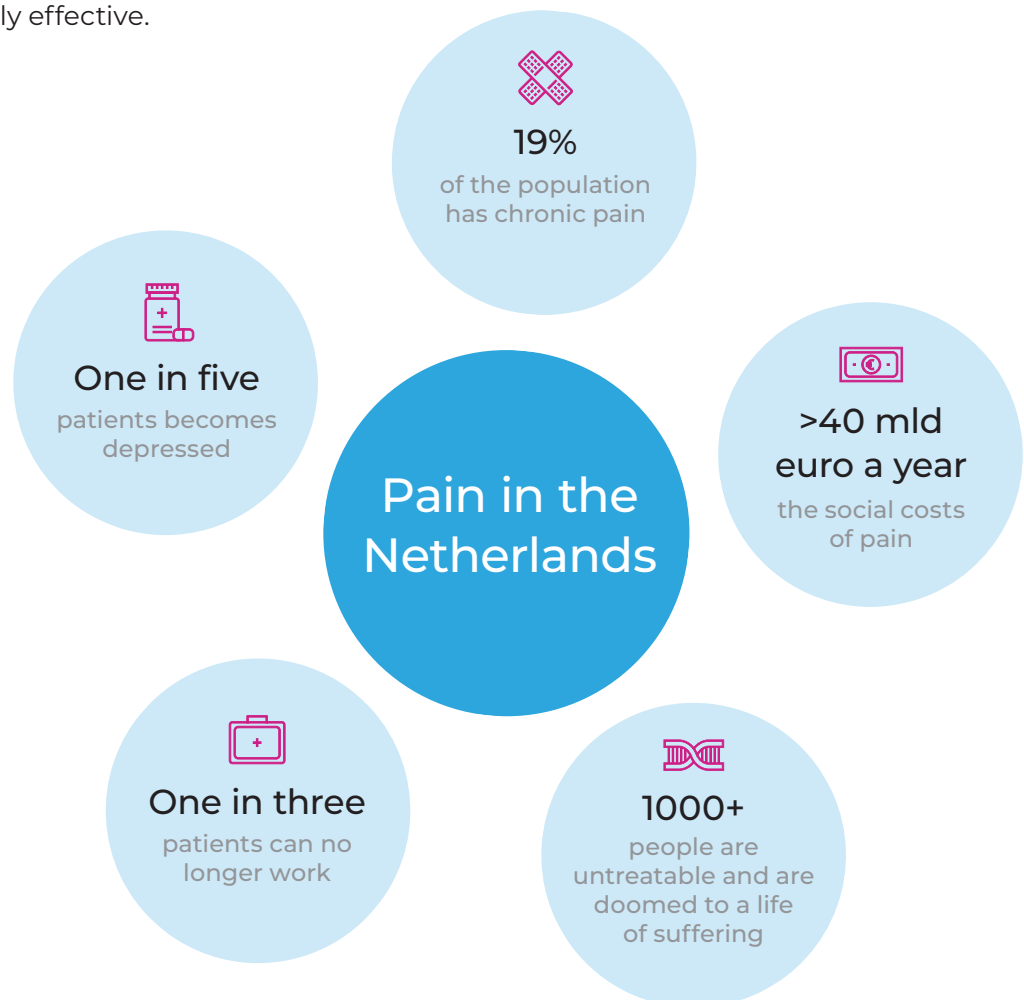 ly effective.
19%
of the population
has chronic pain
One in five
patients becomes
depressed
>40 mld
euro a year
the social costs
of pain
Pain in the
Netherlands
One in three
patients can no
longer work
1000+
people are
untreatable and are
doomed to a life
of suffering